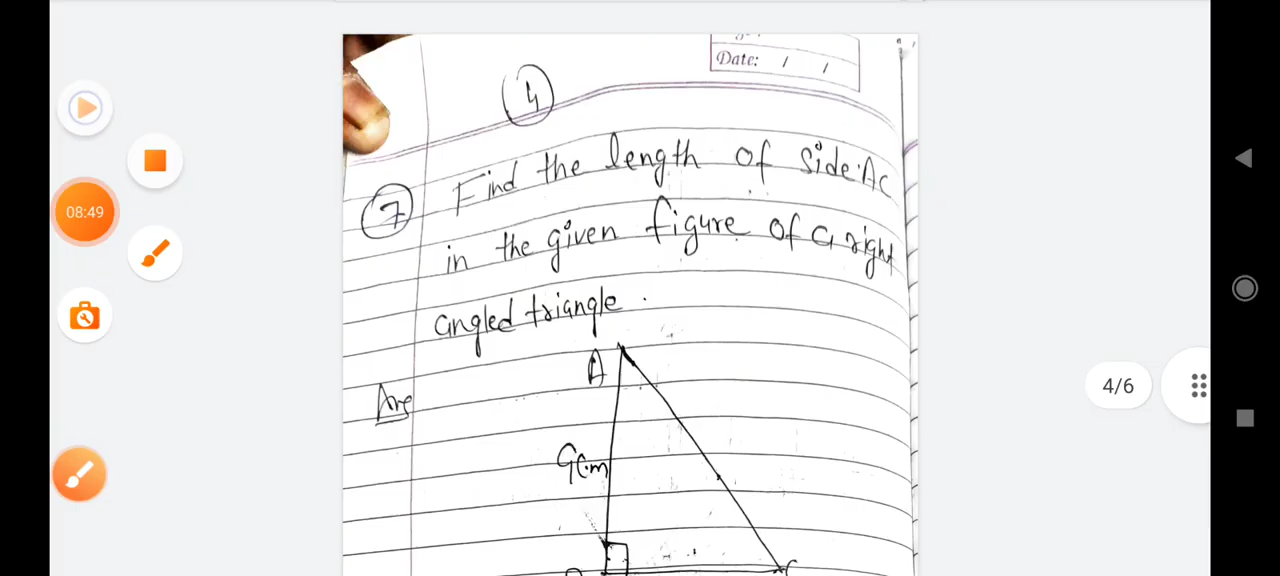 Date: / /
4
08:49
7 Find the length of side AC
in the given figure of a right
angled triangle.
A
Ans
9cm
4/6
C